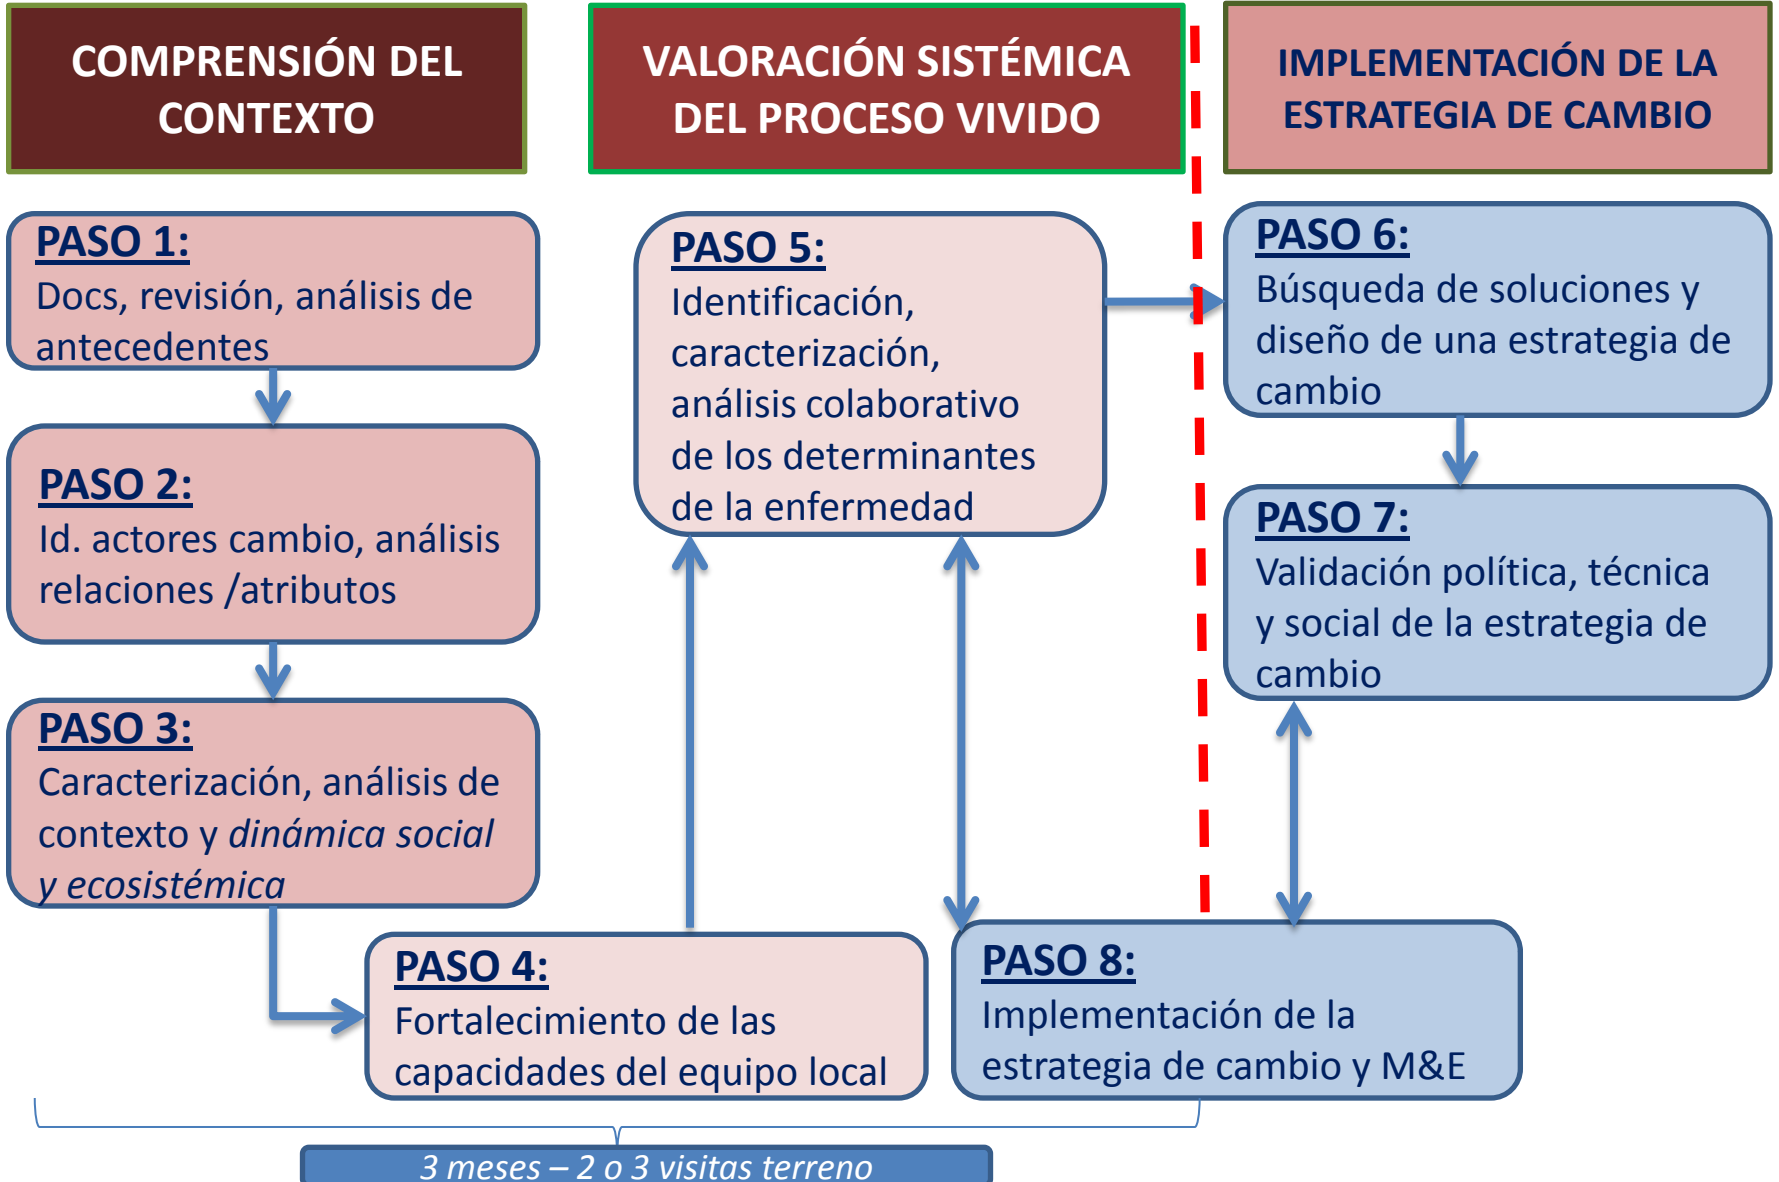 COMPRENSIÓN DEL
CONTEXTO
VALORACIÓN SISTÉMICA
DEL PROCESO VIVIDO
IMPLEMENTACIÓN DE LA
ESTRATEGIA DE CAMBIO
PASO 1:
Docs, revisión, análisis de
antecedentes
PASO 2:
Id. actores cambio, análisis
relaciones /atributos
PASO 3:
Caracterización, análisis de
contexto y dinámica social
y ecosistémica
PASO 4:
Fortalecimiento de las
capacidades del equipo local
PASO 5:
Identificación,
caracterización,
análisis colaborativo
de los determinantes
de la enfermedad
PASO 6:
Búsqueda de soluciones y
diseño de una estrategia de
cambio
PASO 7:
Validación política, técnica
y social de la estrategia de
cambio
PASO 8:
Implementación de la
estrategia de cambio y M&E
3 meses – 2 o 3 visitas terreno